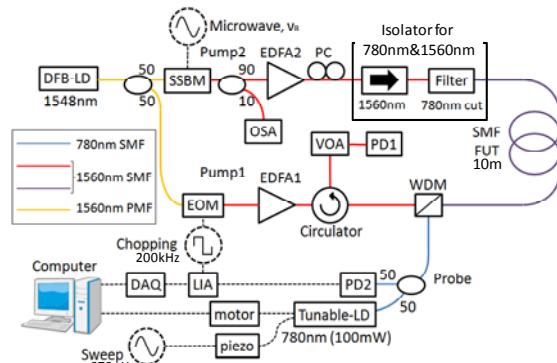 Microwave, νB
Isolator for
780nm&1560nm
Pump2
EDFA2
PC
DFB-LD
1548nm
50
50
SSBM
90
10
OSA
1560nm
Filter
780nm cut
SMF
FUT
10m
780nm SMF
1560nm SMF
1560nm PMF
VOA
PD1
Pump1
EDFA1
EOM
Circulator
WDM
Chopping
200kHz
Computer
DAQ
LIA
PD2
50
50
Probe
motor
Tunable-LD
780nm (100mW)
piezo
Sweep